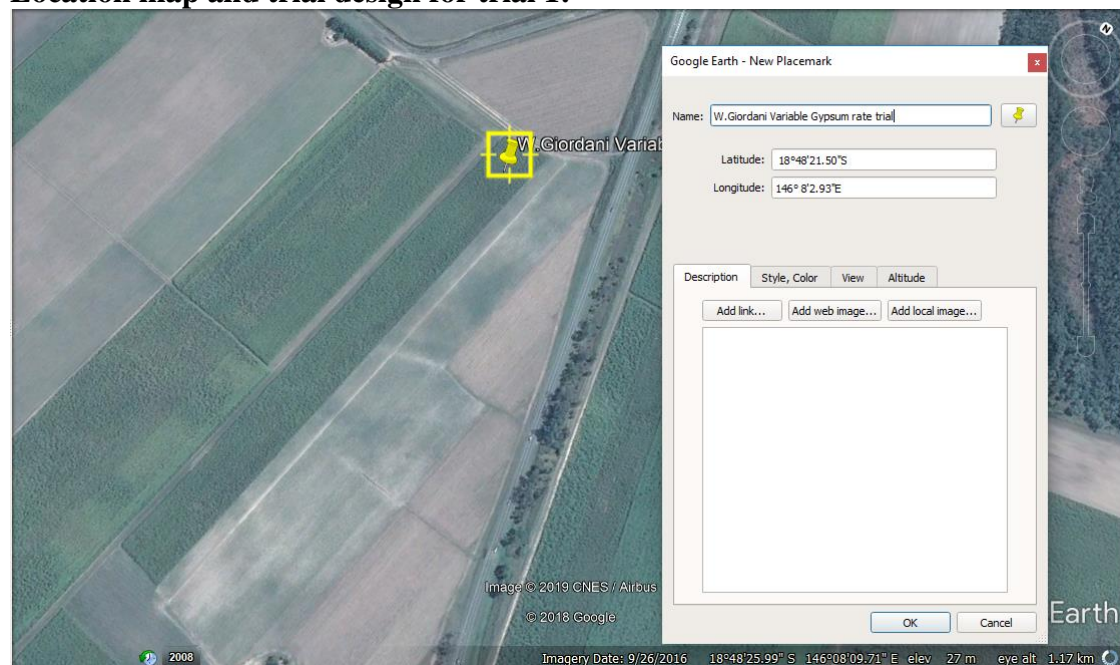 Location map and trial design for trial 1:
Google Earth - New Placemark
x
N
Name: W.Giordani Variable Gypsum rate trial
W.Giordani Variab
Latitude: 18°48'21.50"S
Longitude: 146° 8'2.93"E
Description Style, Color View Altitude
Add link... Add web image... Add local image...
Image © 2019 CNES / Airbus
© 2018 Google
OK Cancel
Earth
2008
Imagery Date: 9/26/2016 18°48'25.99" S 146°08'09.71" E elev 27 m eye alt 1.17 km